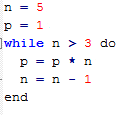 n = 5
p = 1
while n > 3 do
  p = p * n
  n = n - 1
end